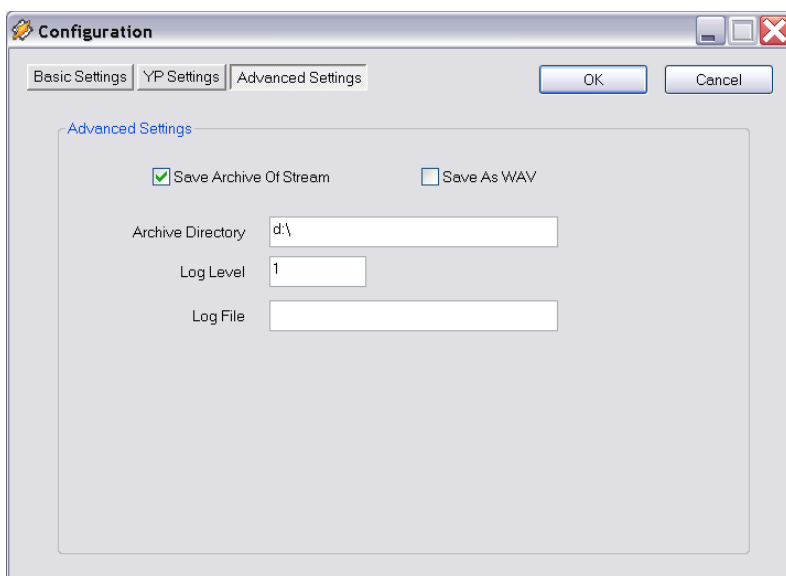 Configuration
Basic Settings YP Settings Advanced Settings OK Cancel
Advanced Settings
Save Archive Of Stream Save As WAV
Archive Directory d:\
Log Level 1
Log File